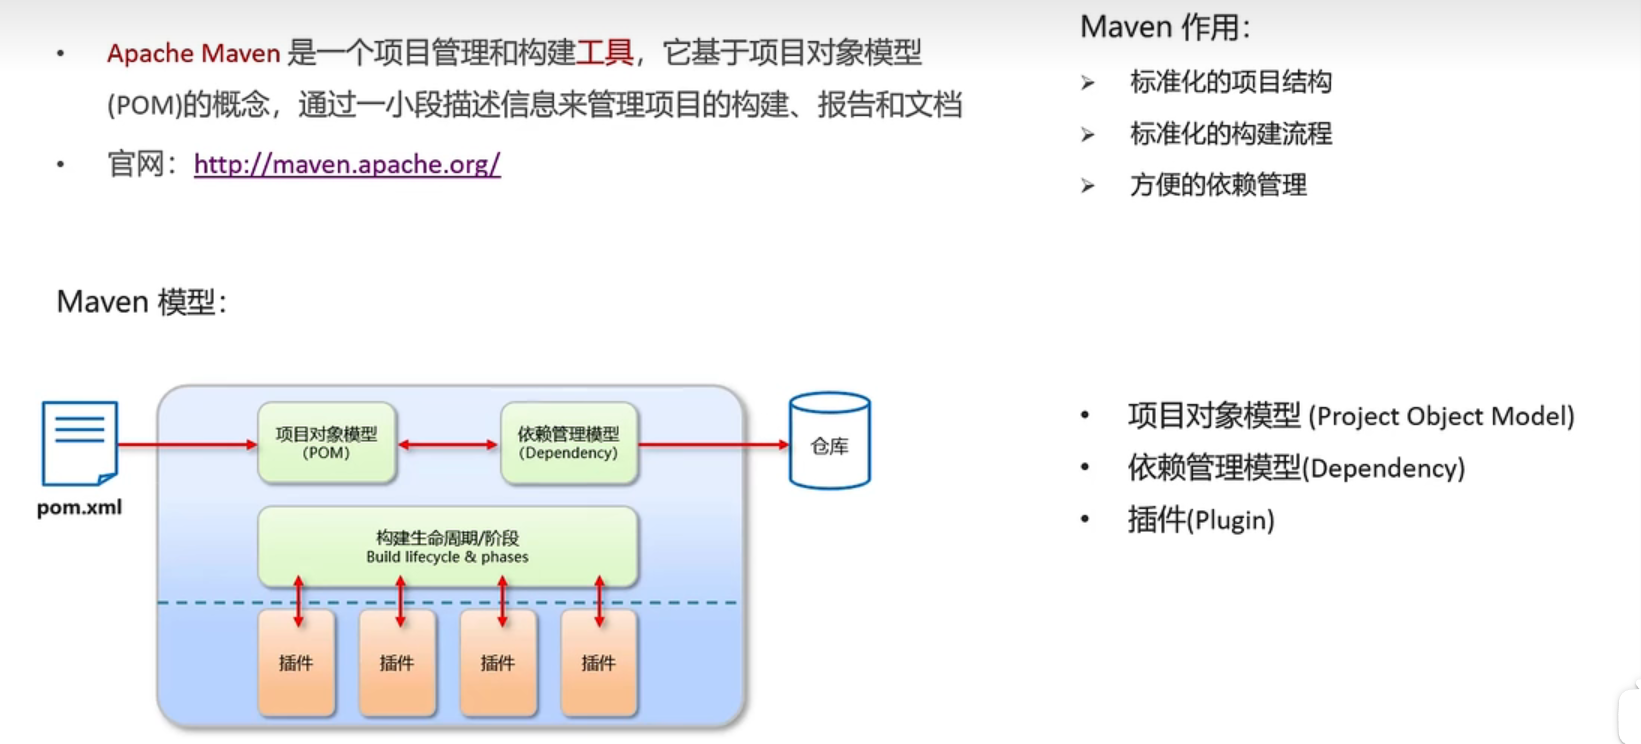 Apache Maven 是一个项目管理和构建工具，它基于项目对象模型
(POM)的概念，通过一小段描述信息来管理项目的构建、报告和文档
官网：http://maven.apache.org/
Maven 作用：
标准化的项目结构
标准化的构建流程
方便的依赖管理
Maven 模型：
pom.xml
项目对象模型
(POM)
依赖管理模型
(Dependency)
仓库
构建生命周期/阶段
Build lifecycle & phases
插件
插件
插件
插件
项目对象模型 (Project Object Model)
依赖管理模型(Dependency)
插件(Plugin)